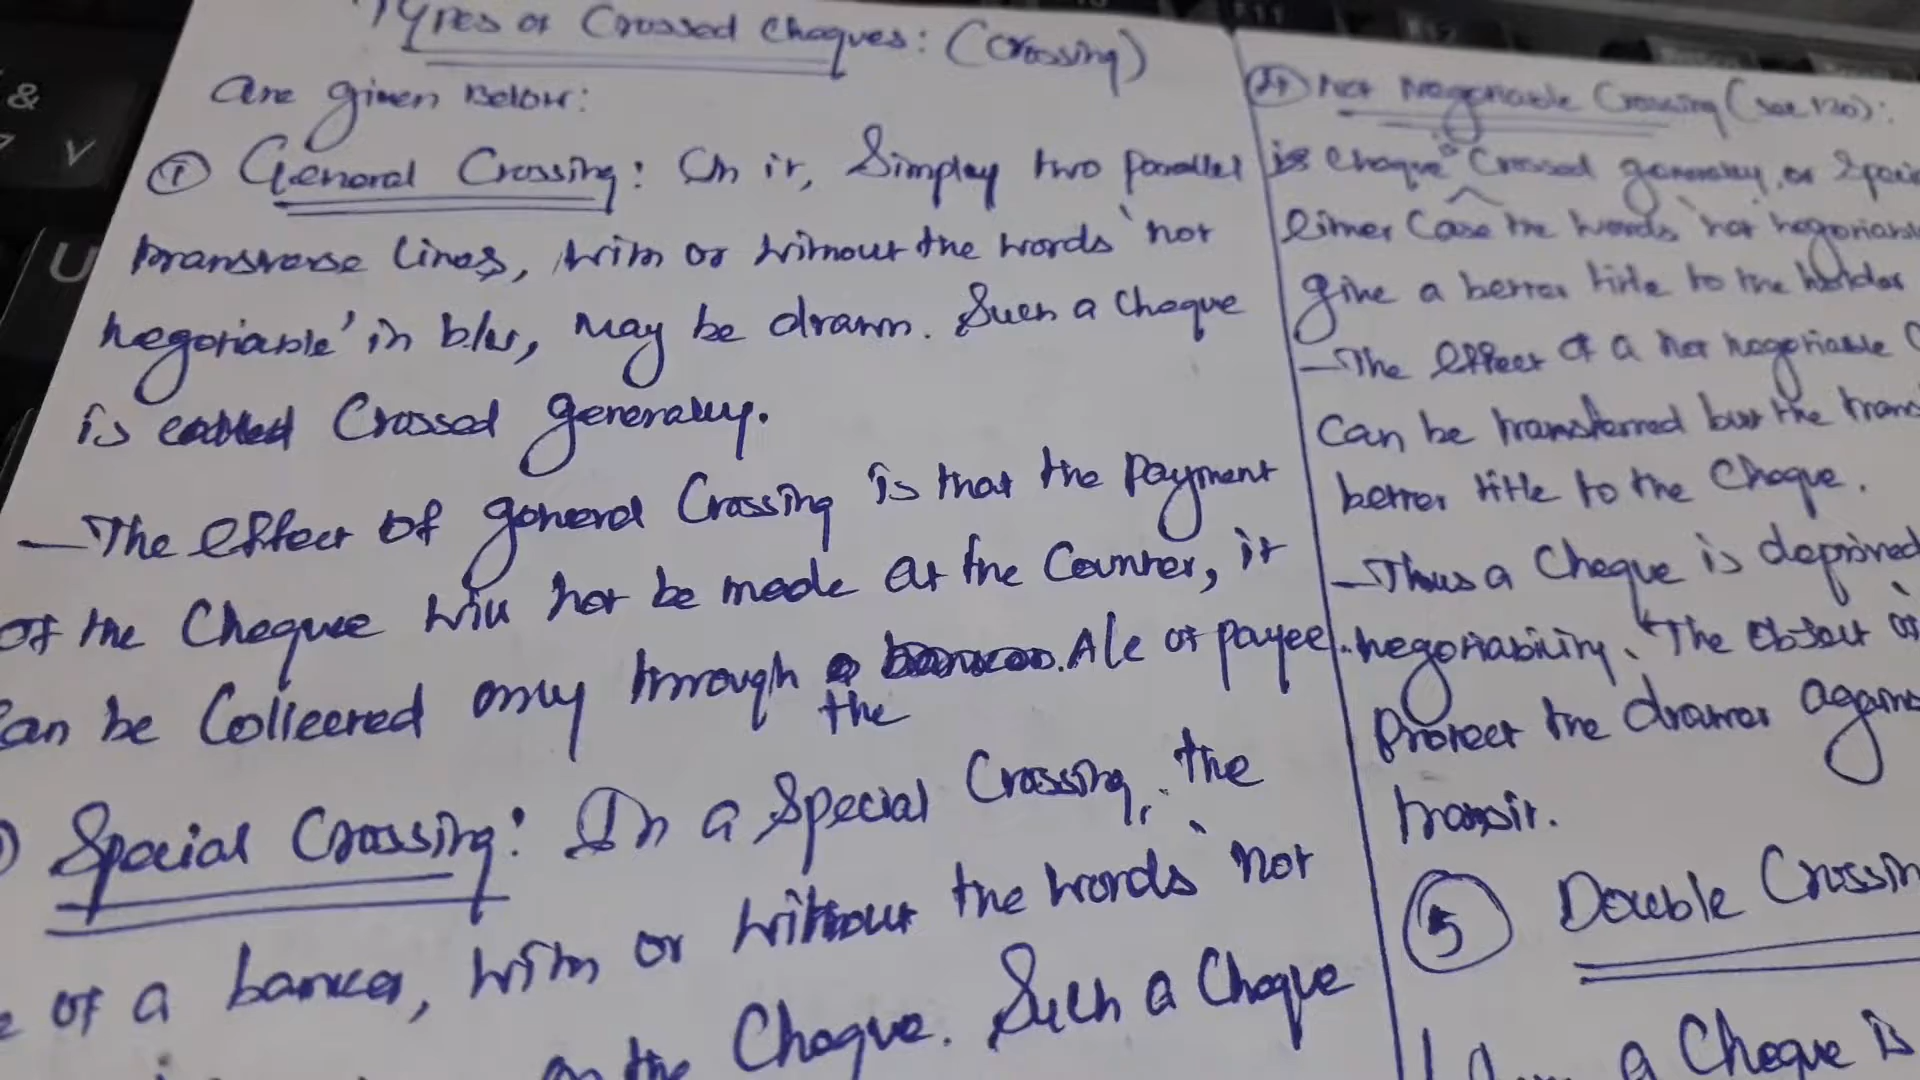 Types of Crossed Cheques: (Crossing)
are given below:
① General Crossing: In it, Simply two parallel
transverse lines, with or without the words 'not
negotiable' in b/w, may be drawn. Such a Cheque
is called Crossed generally.
— The effect of general Crossing is that the payment
of the Cheque will not be made at the Counter, it
can be Collected only through the A/c of payee.
Special Crossing: In a Special Crossing, the
of a banker, with or without the words 'not
on the Cheque. Such a Cheque
④ Not Negotiable Crossing (Sec 130):
is Cheque Crossed generally, or
either Case the words 'not
give a better title to the holder
— The effect of a not negotiable
Can be transferred but the
better title to the Cheque.
— Thus a Cheque is deprived
negotiability. The Object of
Protect the drawer
transit.
⑤ Double
a Cheque is